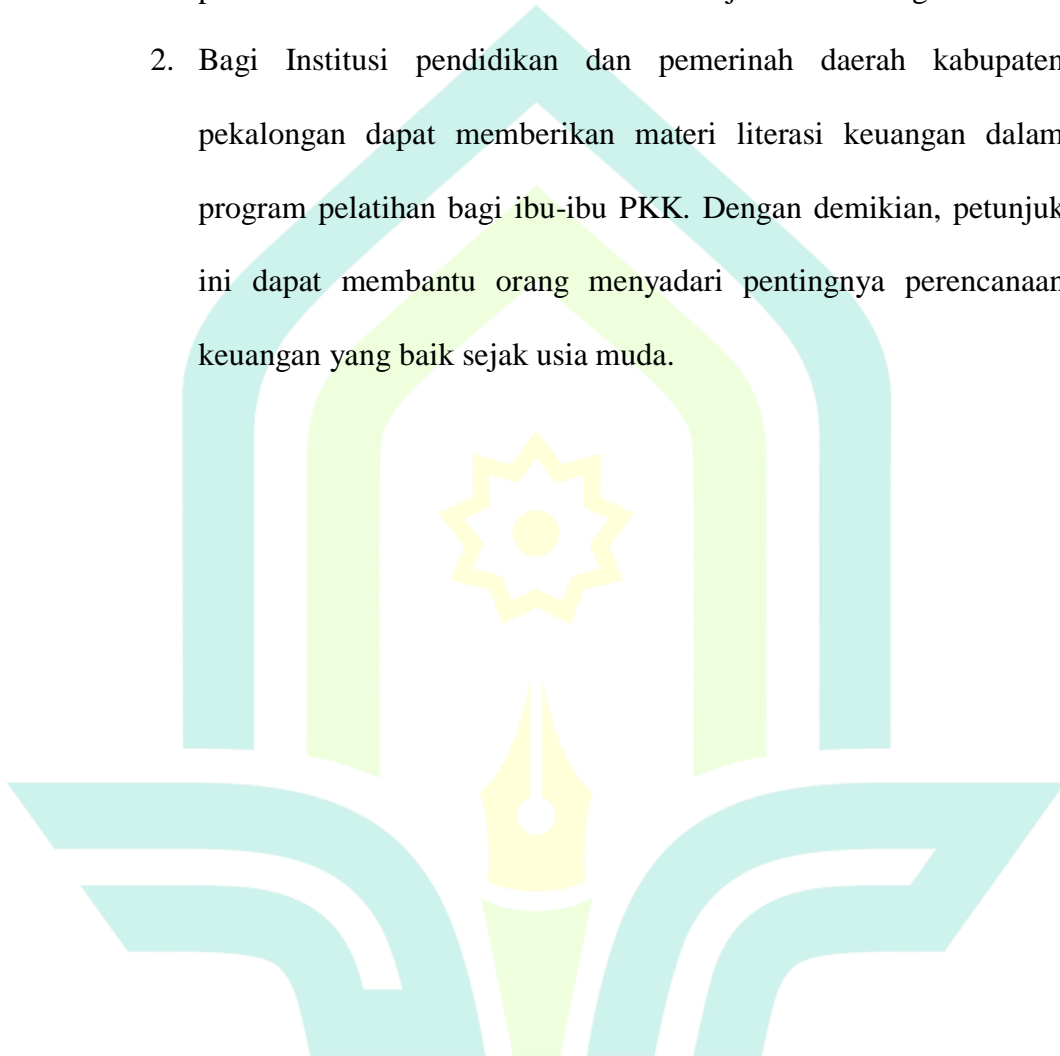 2. Bagi Institusi pendidikan dan pemerinah daerah kabupaten
pekalongan dapat memberikan materi literasi keuangan dalam
program pelatihan bagi ibu-ibu PKK. Dengan demikian, petunjuk
ini dapat membantu orang menyadari pentingnya perencanaan
keuangan yang baik sejak usia muda.